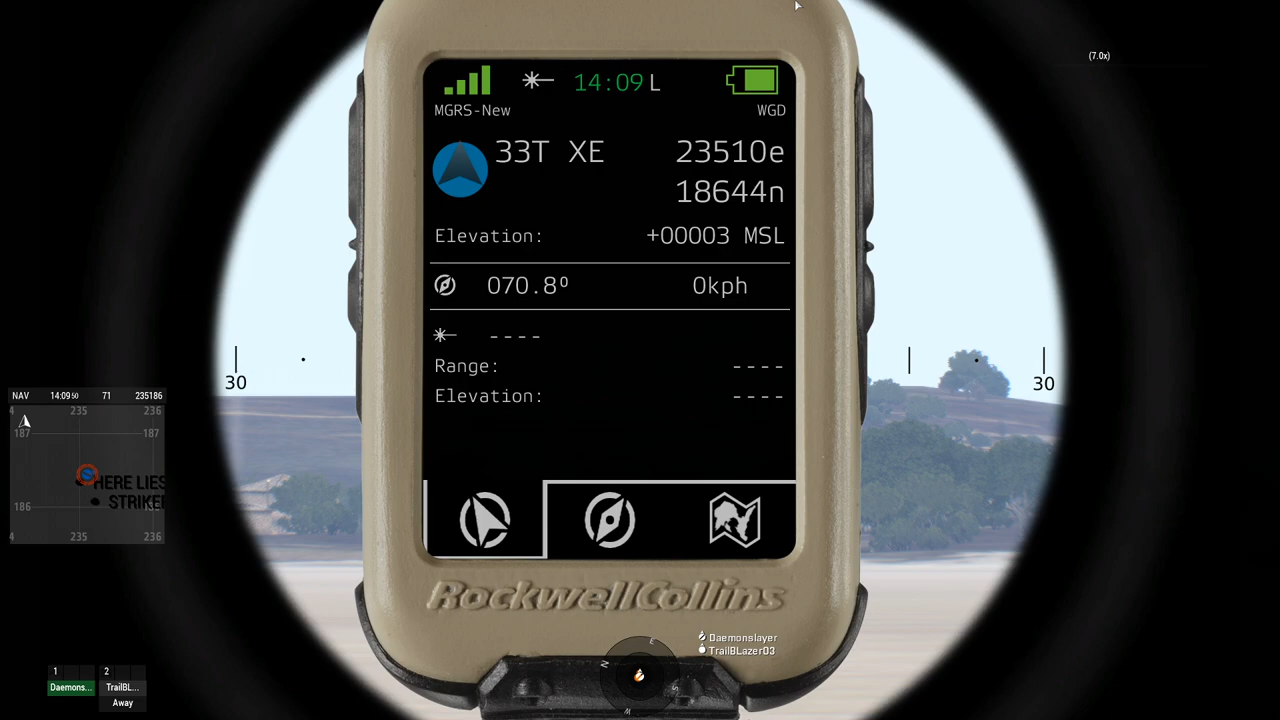 (7.0x)
14:09 L
MGRS-New
WGD
33T XE 23510e
18644n
Elevation: +00003 MSL
070.8º 0kph
----
Range: ----
Elevation: ----
30
30
NAV 14:09 50 71 235186
4 235 236
187 187
HERE LIES
STRIKE
186
4 235 236
RockwellCollins
Daemonslayer
TrailBLazer03
E
N
S
W
1 2
Daemons... TrailBL...
Away